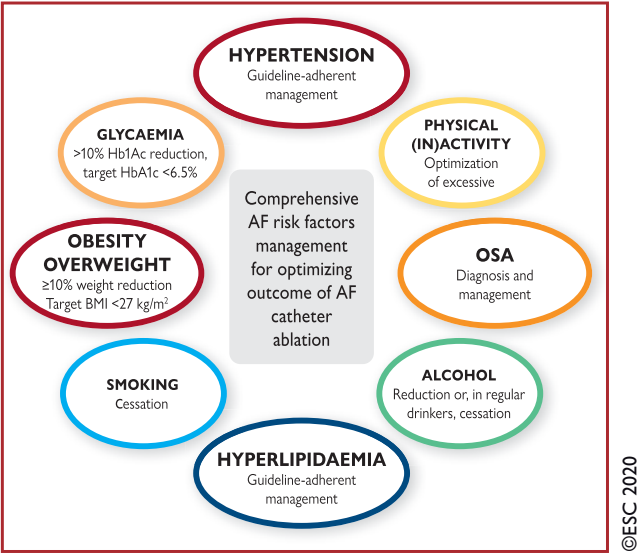 HYPERTENSION
Guideline-adherent
management
PHYSICAL
(IN)ACTIVITY
Optimization
of excessive
OSA
Diagnosis and
management
ALCOHOL
Reduction or, in regular
drinkers, cessation
HYPERLIPIDAEMIA
Guideline-adherent
management
SMOKING
Cessation
OBESITY
OVERWEIGHT
≥10% weight reduction
Target BMI <27 kg/m²
GLYCAEMIA
>10% Hb1Ac reduction,
target HbA1c <6.5%
Comprehensive
AF risk factors
management
for optimizing
outcome of AF
catheter
ablation
©ESC 2020